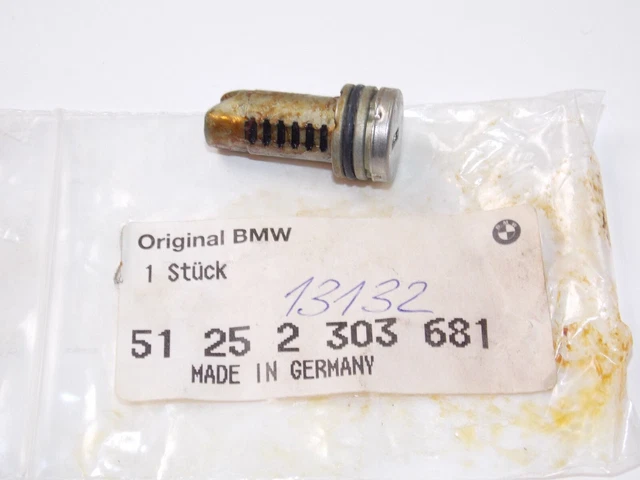 Original BMW
1 Stück
13132
51 25 2 303 681
MADE IN GERMANY